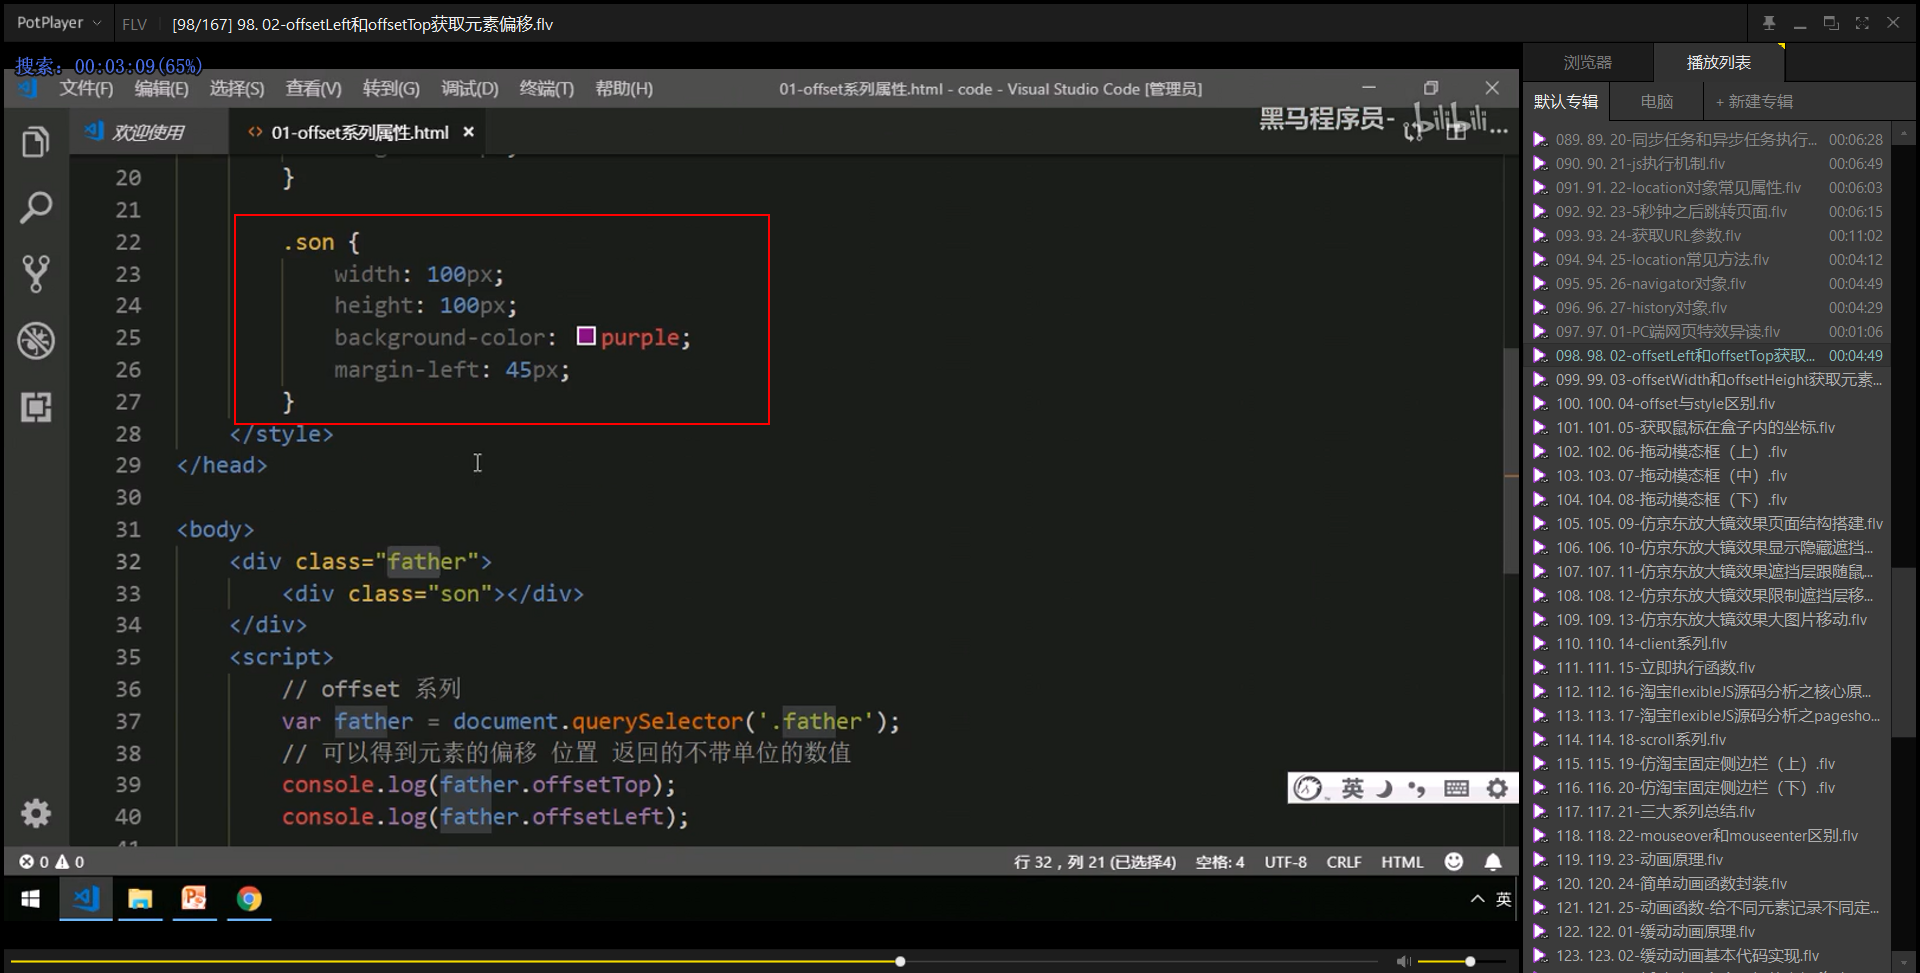 PotPlayer FLV [98/167] 98. 02-offsetLeft和offsetTop获取元素偏移.flv
搜索: 00:03:09(65%)
文件(F) 编辑(E) 选择(S) 查看(V) 转到(G) 调试(D) 终端(T) 帮助(H) 01-offset系列属性.html - code - Visual Studio Code [管理员]
欢迎使用 <> 01-offset系列属性.html ×
黑马程序员- bilibili
20 }
21
22 .son {
23 width: 100px;
24 height: 100px;
25 background-color: purple;
26 margin-left: 45px;
27 }
28 </style>
29 </head>
30
31 <body>
32 <div class="father">
33 <div class="son"></div>
34 </div>
35 <script>
36 // offset 系列
37 var father = document.querySelector('.father');
38 // 可以得到元素的偏移 位置 返回的不带单位的数值
39 console.log(father.offsetTop);
40 console.log(father.offsetLeft);
英
0 0 行 32，列 21 (已选择4) 空格: 4 UTF-8 CRLF HTML
英
浏览器 播放列表
默认专辑 电脑 + 新建专辑
089. 89. 20-同步任务和异步任务执行... 00:06:28
090. 90. 21-js执行机制.flv 00:06:49
091. 91. 22-location对象常见属性.flv 00:06:03
092. 92. 23-5秒钟之后跳转页面.flv 00:06:15
093. 93. 24-获取URL参数.flv 00:11:02
094. 94. 25-location常见方法.flv 00:04:12
095. 95. 26-navigator对象.flv 00:04:49
096. 96. 27-history对象.flv 00:04:29
097. 97. 01-PC端网页特效导读.flv 00:01:06
098. 98. 02-offsetLeft和offsetTop获取... 00:04:49
099. 99. 03-offsetWidth和offsetHeight获取元素...
100. 100. 04-offset与style区别.flv
101. 101. 05-获取鼠标在盒子内的坐标.flv
102. 102. 06-拖动模态框（上）.flv
103. 103. 07-拖动模态框（中）.flv
104. 104. 08-拖动模态框（下）.flv
105. 105. 09-仿京东放大镜效果页面结构搭建.flv
106. 106. 10-仿京东放大镜效果显示隐藏遮挡...
107. 107. 11-仿京东放大镜效果遮挡层跟随鼠...
108. 108. 12-仿京东放大镜效果限制遮挡层移...
109. 109. 13-仿京东放大镜效果大图片移动.flv
110. 110. 14-client系列.flv
111. 111. 15-立即执行函数.flv
112. 112. 16-淘宝flexibleJS源码分析之核心原...
113. 113. 17-淘宝flexibleJS源码分析之pagesho...
114. 114. 18-scroll系列.flv
115. 115. 19-仿淘宝固定侧边栏（上）.flv
116. 116. 20-仿淘宝固定侧边栏（下）.flv
117. 117. 21-三大系列总结.flv
118. 118. 22-mouseover和mouseenter区别.flv
119. 119. 23-动画原理.flv
120. 120. 24-简单动画函数封装.flv
121. 121. 25-动画函数-给不同元素记录不同定...
122. 122. 01-缓动动画原理.flv
123. 123. 02-缓动动画基本代码实现.flv